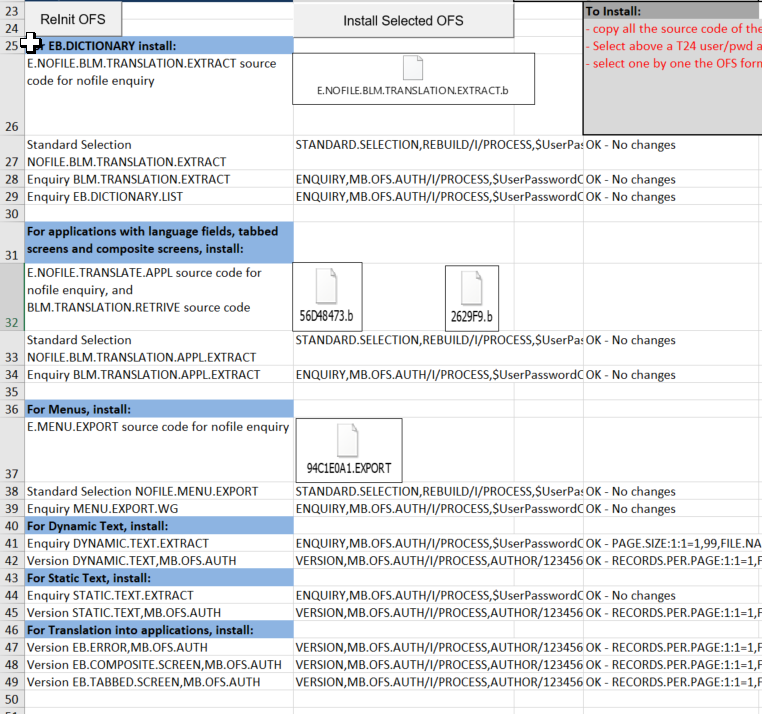 23
ReInit OFS
Install Selected OFS
To Install:
24
- copy all the source code of the
25 For EB.DICTIONARY install:
- Select above a T24 user/pwd a
E.NOFILE.BLM.TRANSLATION.EXTRACT source
code for nofile enquiry
- select one by one the OFS form
E.NOFILE.BLM.TRANSLATION.EXTRACT.b
26
Standard Selection
27 NOFILE.BLM.TRANSLATION.EXTRACT
STANDARD.SELECTION,REBUILD/I/PROCESS,$UserPas OK - No changes
28 Enquiry BLM.TRANSLATION.EXTRACT ENQUIRY,MB.OFS.AUTH/I/PROCESS,$UserPasswordC OK - No changes
29 Enquiry EB.DICTIONARY.LIST ENQUIRY,MB.OFS.AUTH/I/PROCESS,$UserPasswordC OK - No changes
30
For applications with language fields, tabbed
31 screens and composite screens, install:
E.NOFILE.TRANSLATE.APPL source code for
nofile enquiry, and
32 BLM.TRANSLATION.RETRIVE source code
56D48473.b 2629F9.b
Standard Selection
33 NOFILE.BLM.TRANSLATION.APPL.EXTRACT
STANDARD.SELECTION,REBUILD/I/PROCESS,$UserPas OK - No changes
34 Enquiry BLM.TRANSLATION.APPL.EXTRACT ENQUIRY,MB.OFS.AUTH/I/PROCESS,$UserPasswordC OK - No changes
35
36 For Menus, install:
E.MENU.EXPORT source code for nofile enquiry
94C1E0A1.EXPORT
37
38 Standard Selection NOFILE.MENU.EXPORT STANDARD.SELECTION,REBUILD/I/PROCESS,$UserPas OK - No changes
39 Enquiry MENU.EXPORT.WG ENQUIRY,MB.OFS.AUTH/I/PROCESS,$UserPasswordC OK - No changes
40 For Dynamic Text, install:
41 Enquiry DYNAMIC.TEXT.EXTRACT ENQUIRY,MB.OFS.AUTH/I/PROCESS,$UserPasswordC OK - PAGE.SIZE:1:1=1,99,FILE.NA
42 Version DYNAMIC.TEXT,MB.OFS.AUTH VERSION,MB.OFS.AUTH/I/PROCESS,AUTHOR/123456 OK - RECORDS.PER.PAGE:1:1=1,F
43 For Static Text, install:
44 Enquiry STATIC.TEXT.EXTRACT ENQUIRY,MB.OFS.AUTH/I/PROCESS,$UserPasswordC OK - No changes
45 Version STATIC.TEXT,MB.OFS.AUTH VERSION,MB.OFS.AUTH/I/PROCESS,AUTHOR/123456 OK - RECORDS.PER.PAGE:1:1=1,F
46 For Translation into applications, install:
47 Version EB.ERROR,MB.OFS.AUTH VERSION,MB.OFS.AUTH/I/PROCESS,AUTHOR/123456 OK - RECORDS.PER.PAGE:1:1=1,F
48 Version EB.COMPOSITE.SCREEN,MB.OFS.AUTH VERSION,MB.OFS.AUTH/I/PROCESS,AUTHOR/123456 OK - RECORDS.PER.PAGE:1:1=1,F
49 Version EB.TABBED.SCREEN,MB.OFS.AUTH VERSION,MB.OFS.AUTH/I/PROCESS,AUTHOR/123456 OK - RECORDS.PER.PAGE:1:1=1,F
50